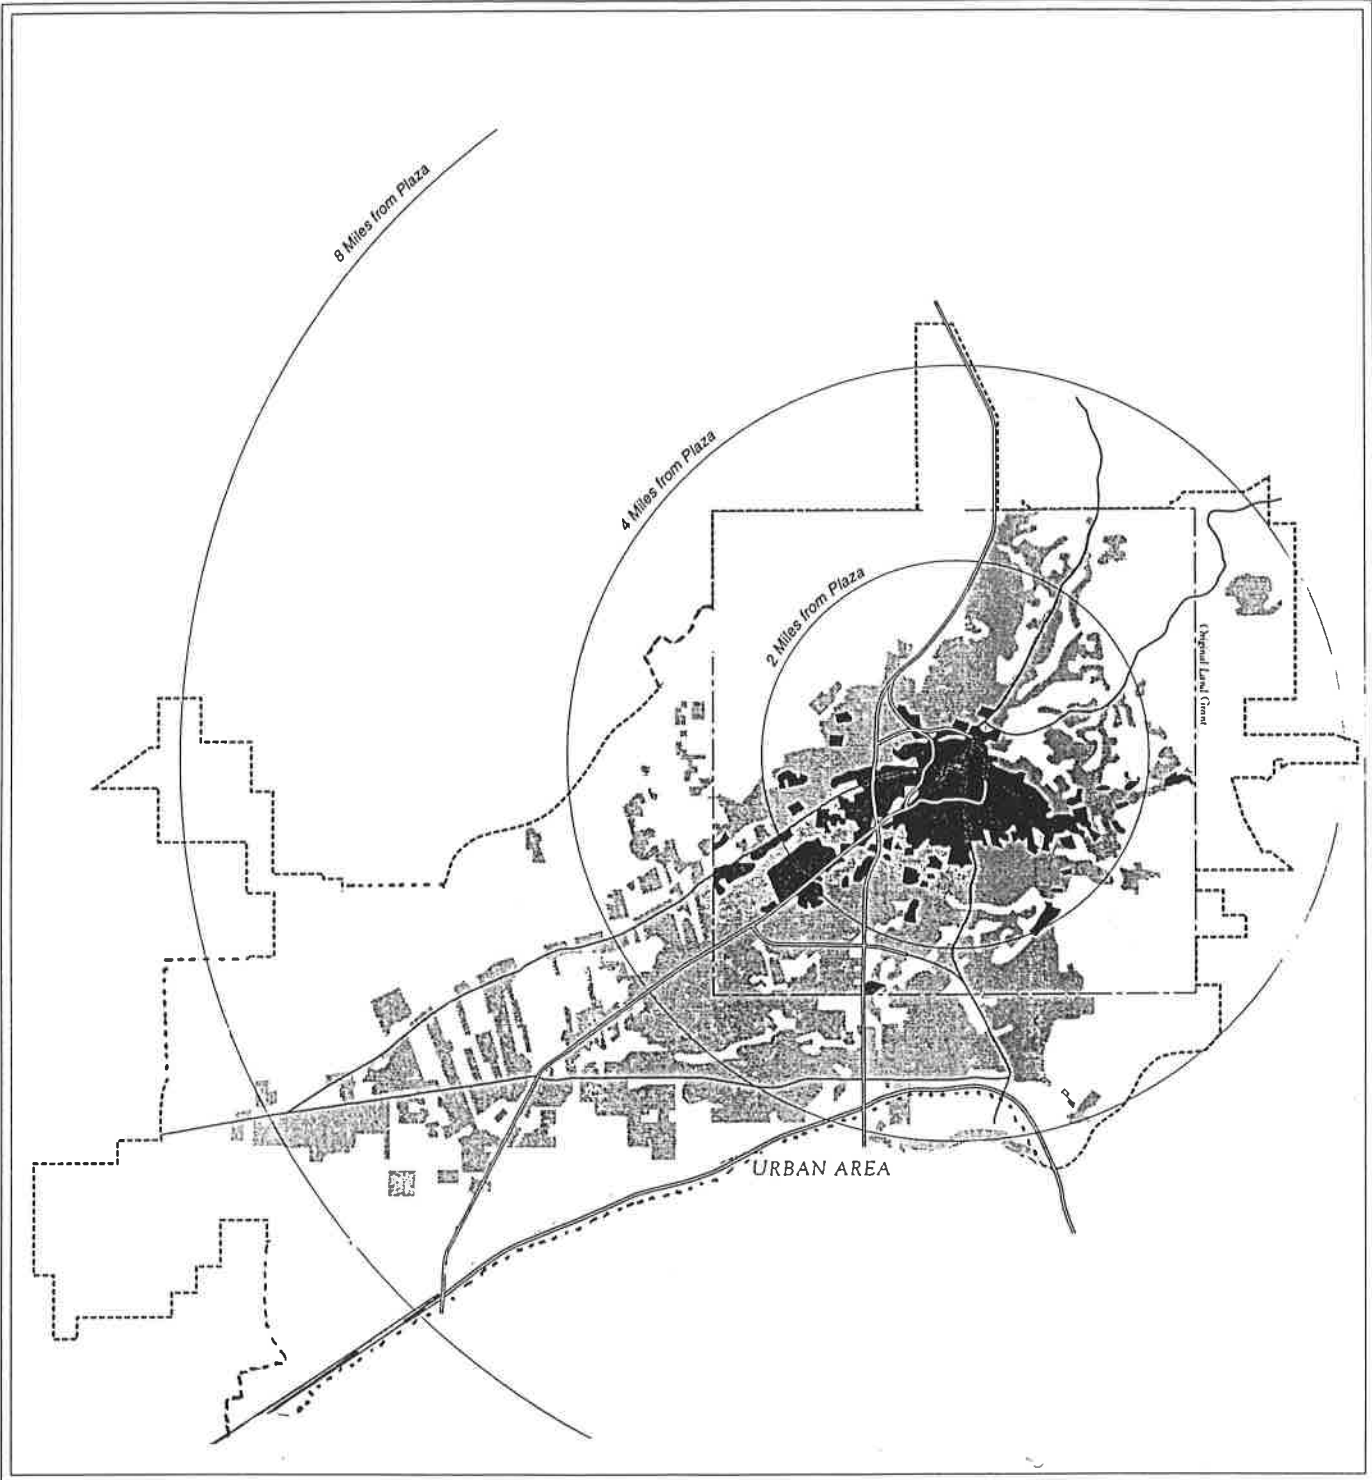 8 Miles from Plaza
4 Miles from Plaza
2 Miles from Plaza
Original Land Grant
URBAN AREA